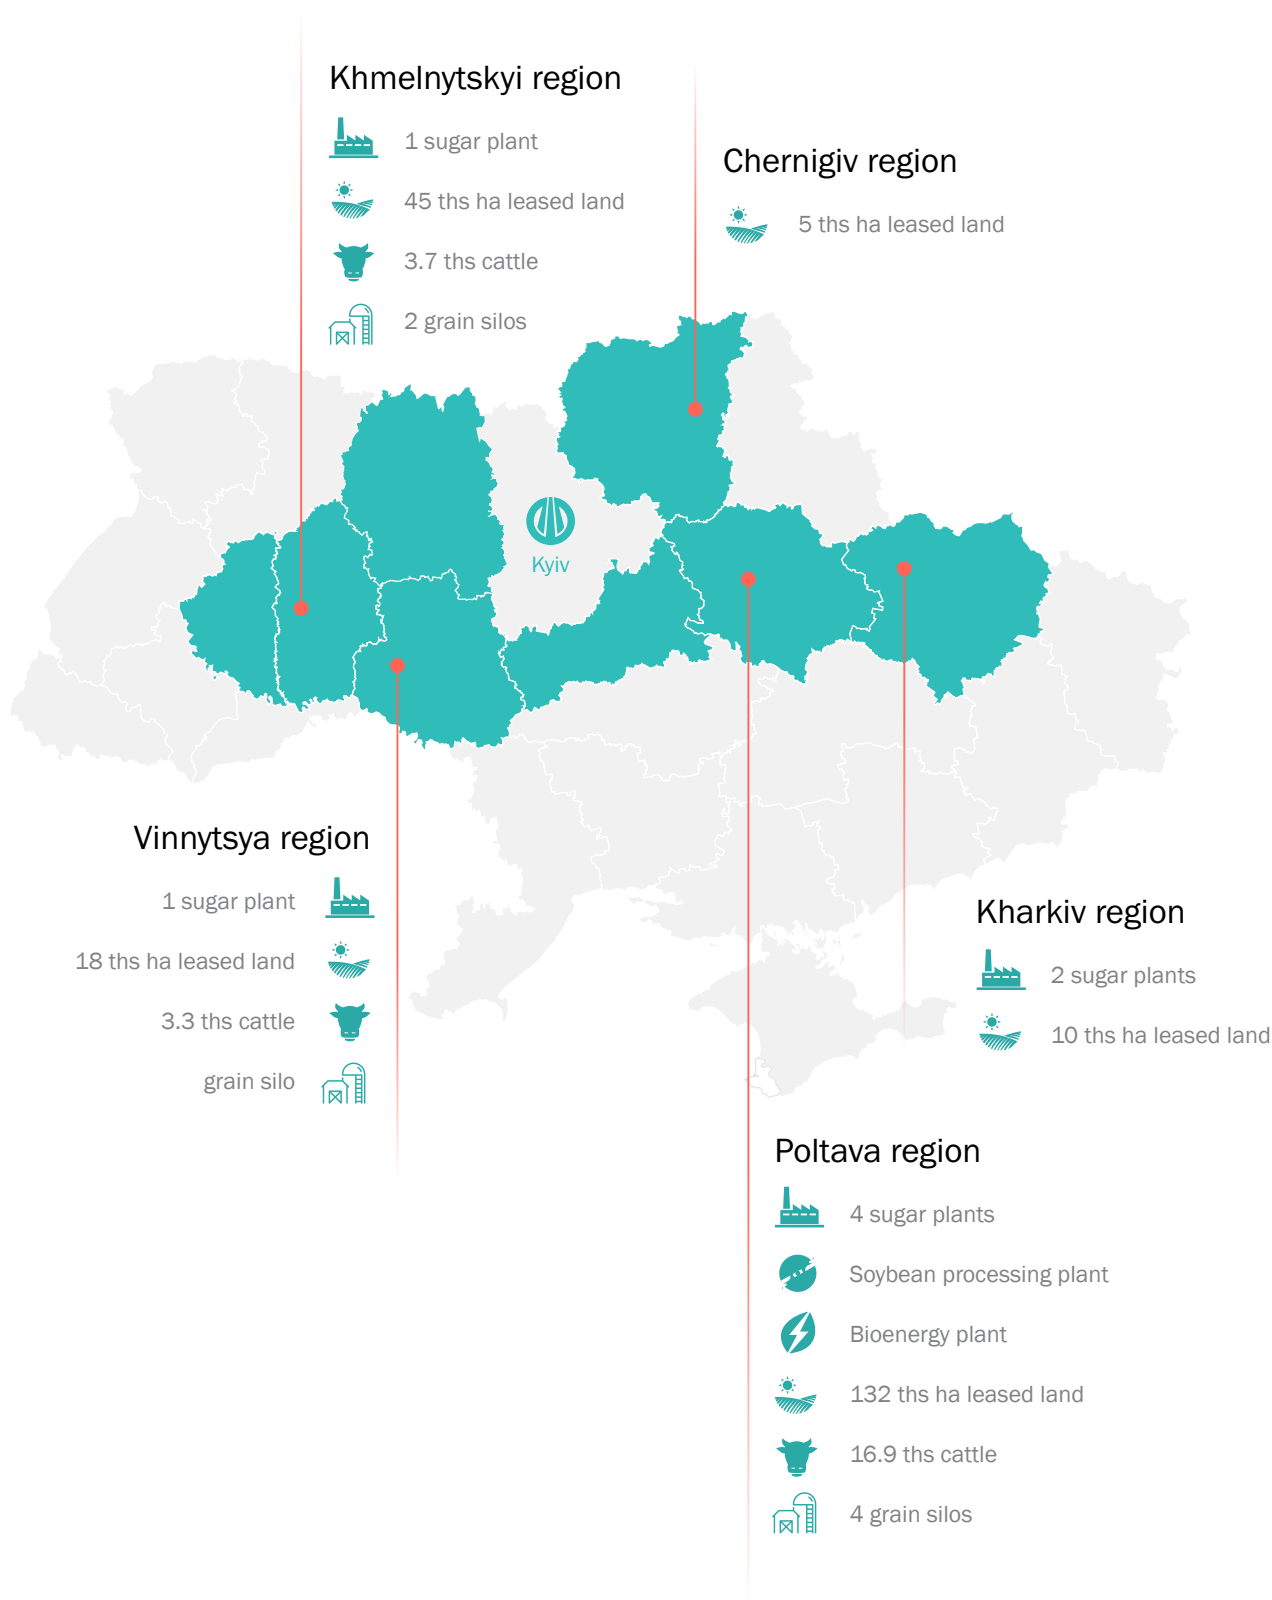 Khmelnytskyi region
1 sugar plant
45 ths ha leased land
3.7 ths cattle
2 grain silos
Chernigiv region
5 ths ha leased land
Kyiv
Vinnytsya region
1 sugar plant
18 ths ha leased land
3.3 ths cattle
grain silo
Kharkiv region
2 sugar plants
10 ths ha leased land
Poltava region
4 sugar plants
Soybean processing plant
Bioenergy plant
132 ths ha leased land
16.9 ths cattle
4 grain silos